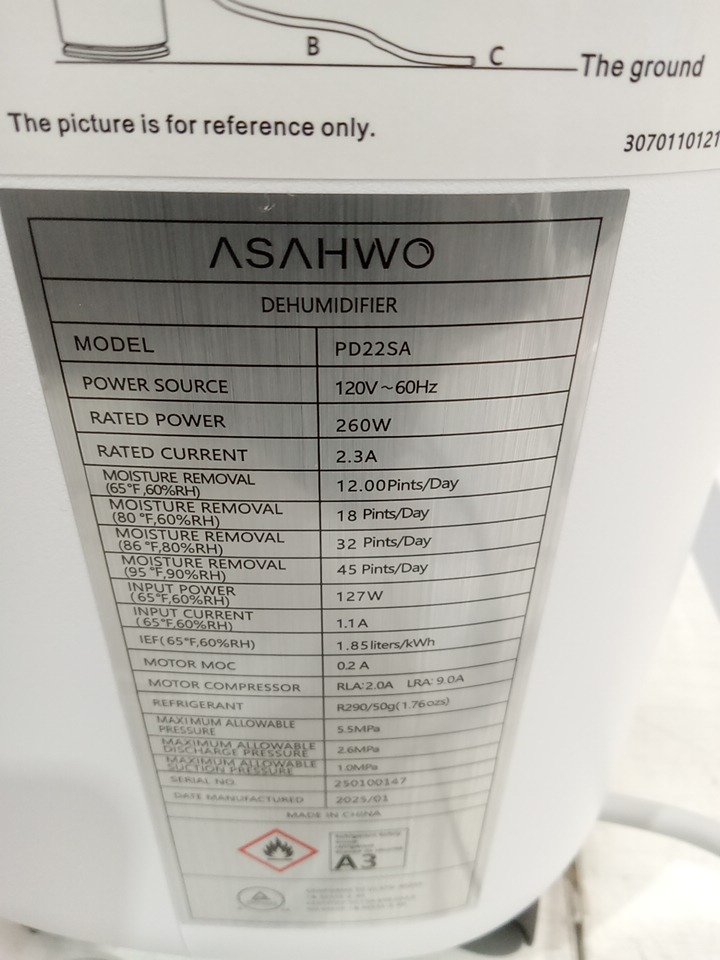 B
C
The ground
The picture is for reference only.
3070110121
ASAHWO
DEHUMIDIFIER
MODEL PD22SA
POWER SOURCE 120V~60Hz
RATED POWER 260W
RATED CURRENT 2.3A
MOISTURE REMOVAL
(65°F,60%RH) 12.00Pints/Day
MOISTURE REMOVAL
(80 °F,60%RH) 18 Pints/Day
MOISTURE REMOVAL
(86 °F,80%RH) 32 Pints/Day
MOISTURE REMOVAL
(95 °F,90%RH) 45 Pints/Day
INPUT POWER
(65°F,60%RH) 127W
INPUT CURRENT
(65°F,60%RH) 1.1A
IEF(65°F,60%RH) 1.85liters/kWh
MOTOR MOC 0.2 A
MOTOR COMPRESSOR RLA:2.0A LRA: 9.0A
REFRIGERANT R290/50g(1.76ozs)
MAXIMUM ALLOWABLE
PRESSURE 5.5MPa
MAXIMUM ALLOWABLE
DISCHARGE PRESSURE 2.6MPa
MAXIMUM ALLOWABLE
SUCTION PRESSURE 1.0MPa
SERIAL NO. 250100147
DATE MANUFACTURED 2025/01
MADE IN CHINA
A3